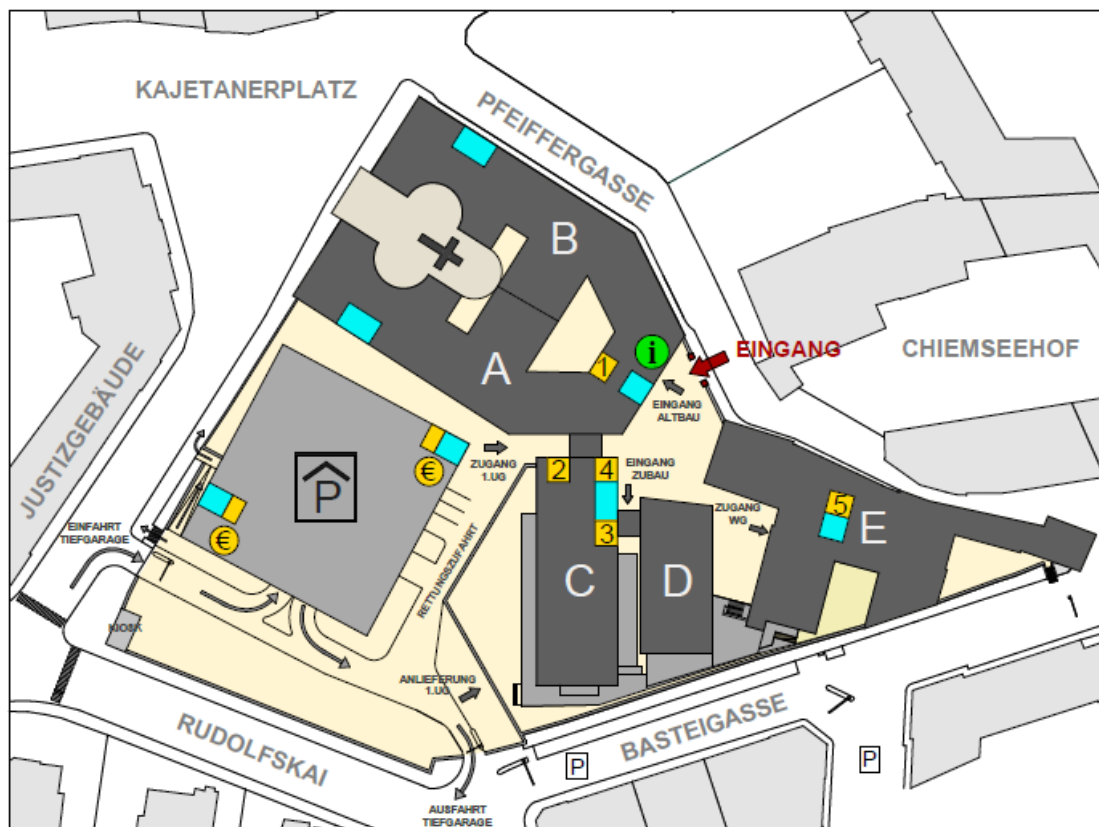 KAJETANERPLATZ
PFEIFFERGASSE
B
JUSTIZGEBÄUDE
A
1
i
EINGANG
CHIEMSEEHOF
EINGANG
ALTBAU
P
€
ZUGANG
1.UG
2
4
EINGANG
ZUBAU
3
ZUGANG
WG
5
E
€
EINFAHRT
TIEFGARAGE
RETTUNGSZUFAHRT
C
D
KIOSK
ANLIEFERUNG
1.UG
RUDOLFSKAI
BASTEIGASSE
P
P
AUSFAHRT
TIEFGARAGE